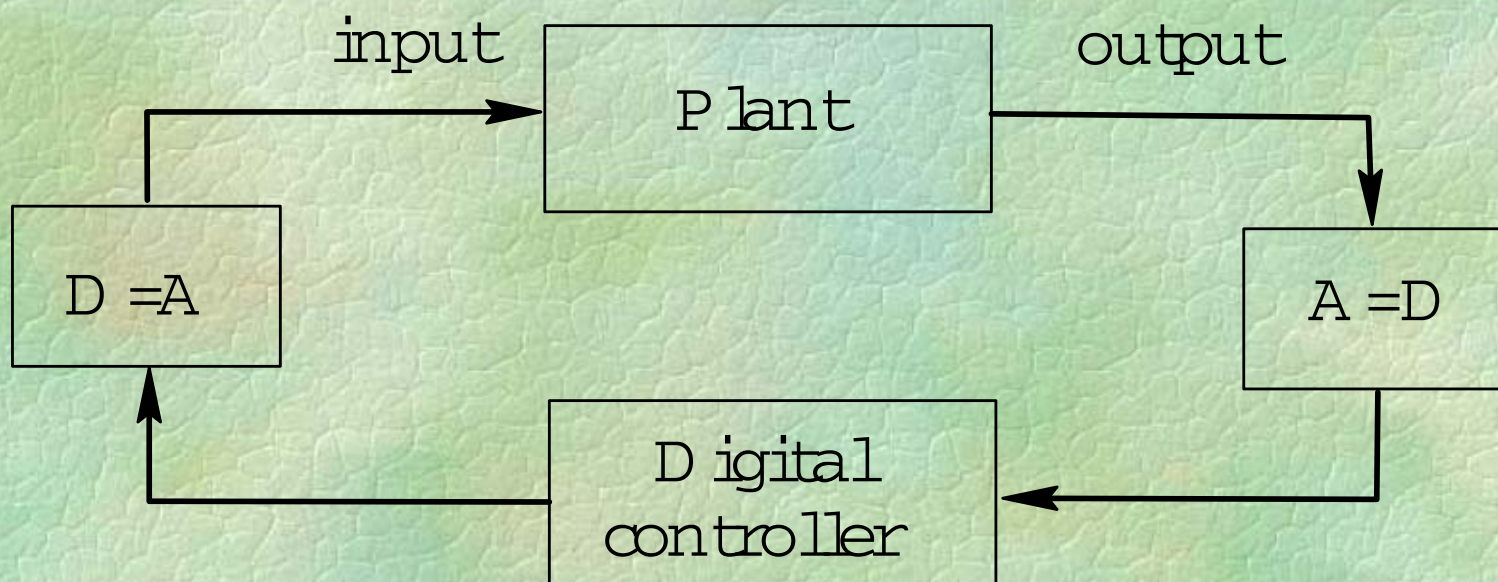 input
Plant
output
D =A
A =D
Digital
controller